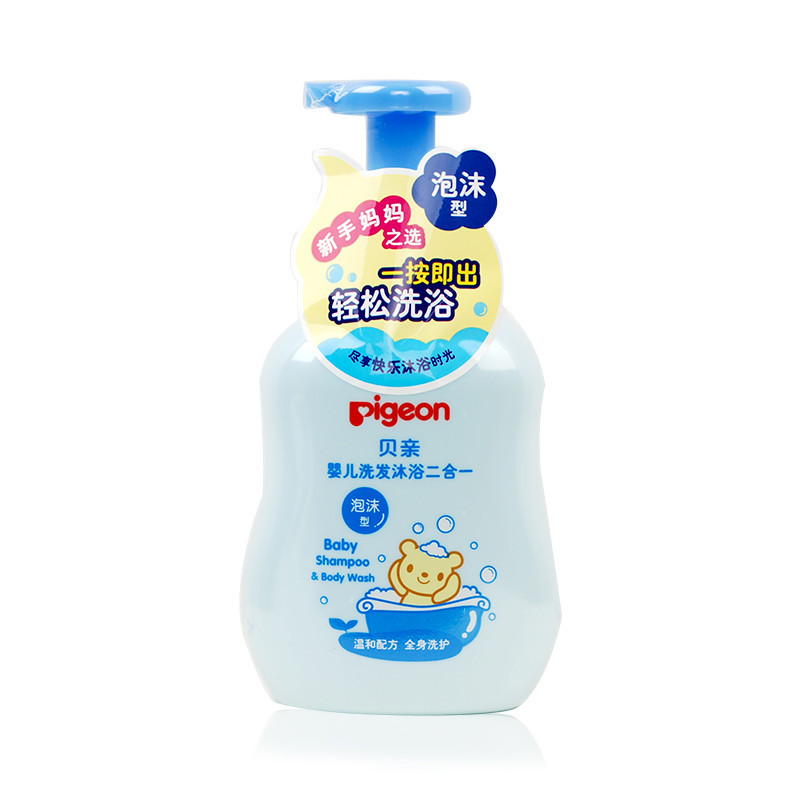 泡沫
型
新手妈妈
之选
一按即出
轻松洗浴
尽享快乐沐浴时光
Pigeon
贝亲
婴儿洗发沐浴二合一
泡沫
型
Baby
Shampoo
& Body Wash
温和配方 全身洗护